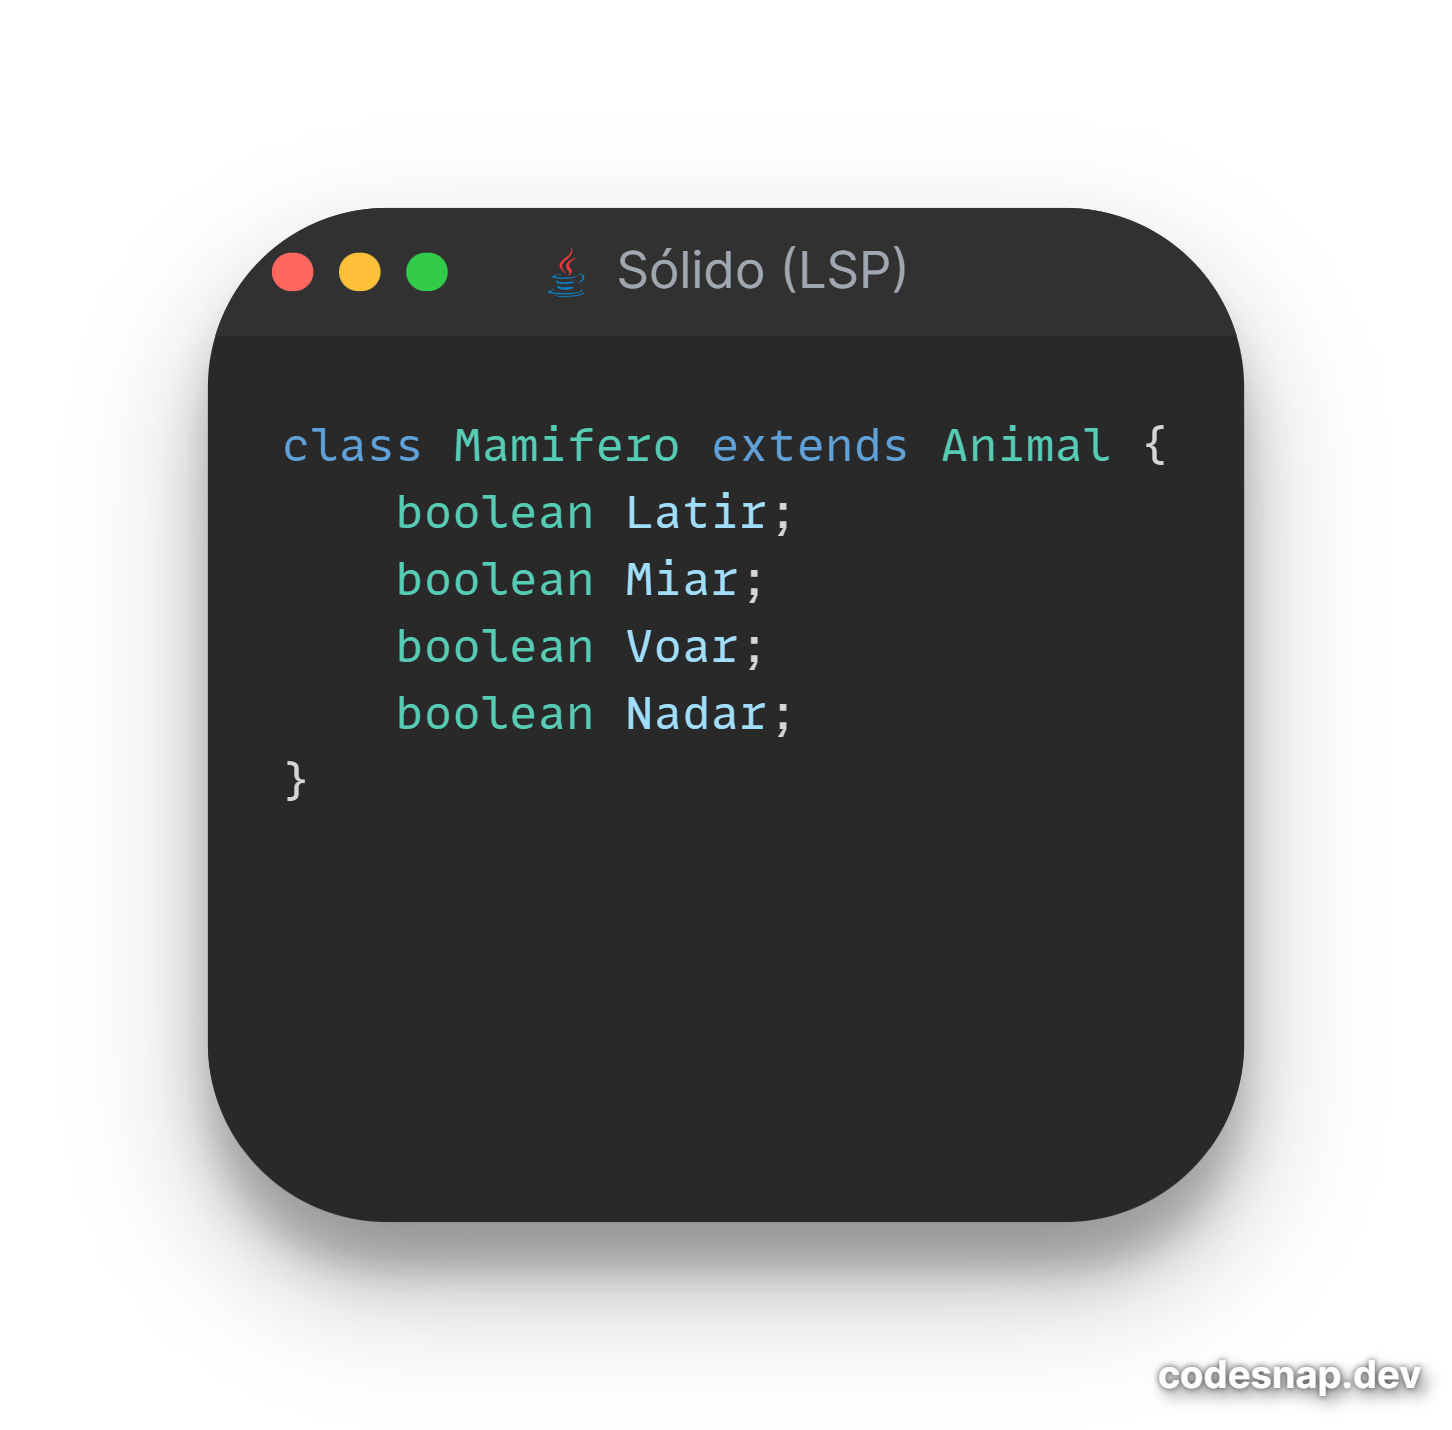 Sólido (LSP)
class Mamifero extends Animal {
    boolean Latir;
    boolean Miar;
    boolean Voar;
    boolean Nadar;
}
codesnap.dev